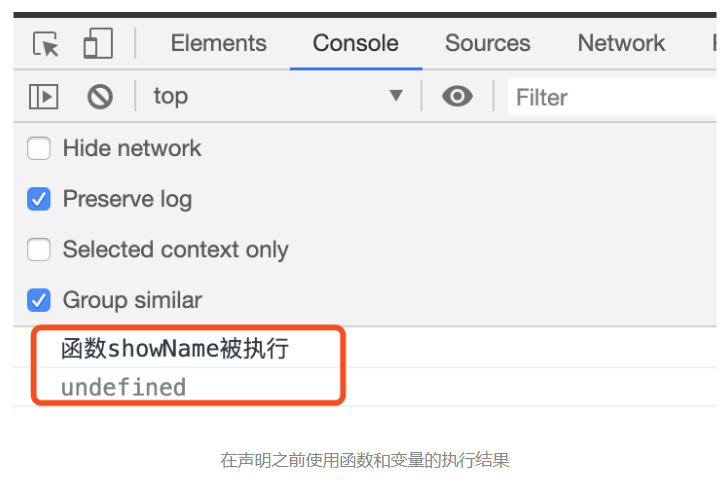 Elements Console Sources Network
top Filter
Hide network
Preserve log
Selected context only
Group similar
函数showName被执行
undefined
在声明之前使用函数和变量的执行结果